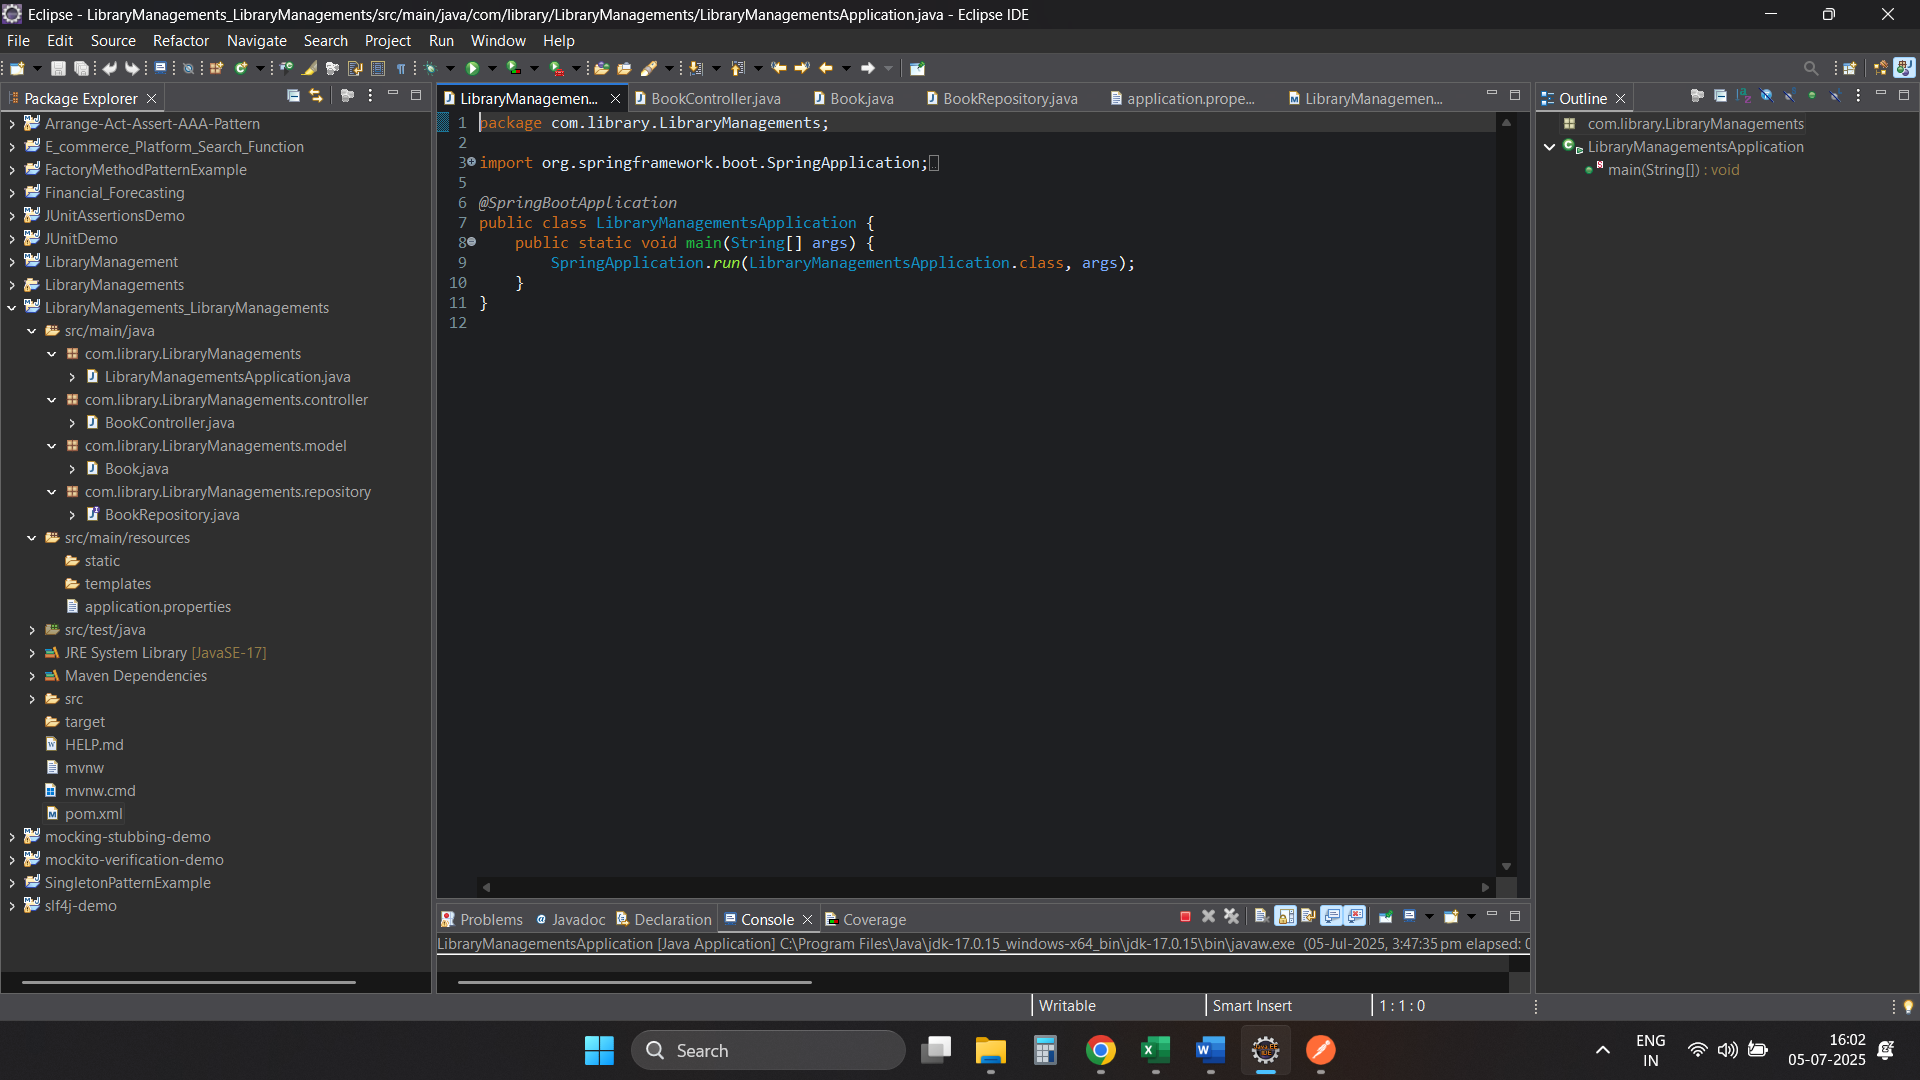 Eclipse - LibraryManagements_LibraryManagements/src/main/java/com/library/LibraryManagements/LibraryManagementsApplication.java - Eclipse IDE
File Edit Source Refactor Navigate Search Project Run Window Help
Package Explorer
Arrange-Act-Assert-AAA-Pattern
E_commerce_Platform_Search_Function
FactoryMethodPatternExample
Financial_Forecasting
JUnitAssertionsDemo
JUnitDemo
LibraryManagement
LibraryManagements
LibraryManagements_LibraryManagements
src/main/java
com.library.LibraryManagements
LibraryManagementsApplication.java
com.library.LibraryManagements.controller
BookController.java
com.library.LibraryManagements.model
Book.java
com.library.LibraryManagements.repository
BookRepository.java
src/main/resources
static
templates
application.properties
src/test/java
JRE System Library [JavaSE-17]
Maven Dependencies
src
target
HELP.md
mvnw
mvnw.cmd
pom.xml
mocking-stubbing-demo
mockito-verification-demo
SingletonPatternExample
slf4j-demo
LibraryManagemen... BookController.java Book.java BookRepository.java application.prope... LibraryManagemen...
1 package com.library.LibraryManagements;
2
3 import org.springframework.boot.SpringApplication;
5
6 @SpringBootApplication
7 public class LibraryManagementsApplication {
8 public static void main(String[] args) {
9 SpringApplication.run(LibraryManagementsApplication.class, args);
10 }
11 }
12
Problems Javadoc Declaration Console Coverage
LibraryManagementsApplication [Java Application] C:\Program Files\Java\jdk-17.0.15_windows-x64_bin\jdk-17.0.15\bin\javaw.exe (05-Jul-2025, 3:47:35 pm elapsed: 0
Outline
com.library.LibraryManagements
LibraryManagementsApplication
main(String[]) : void
Writable Smart Insert 1 : 1 : 0
Search
ENG
IN
16:02
05-07-2025